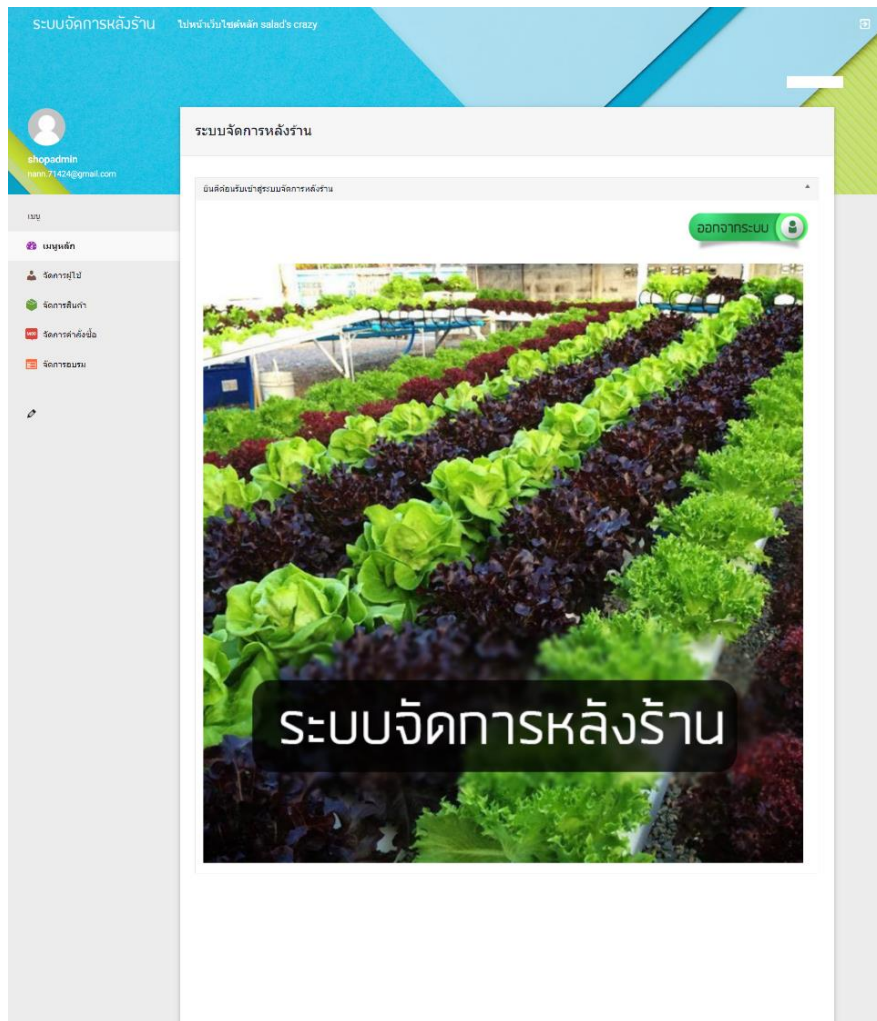 ระบบจัดการหลังร้าน ไปหน้าเว็บไซต์หลัก salad's crazy
shopadmin
nann.71424@gmail.com
ระบบจัดการหลังร้าน
ยินดีต้อนรับเข้าสู่ระบบจัดการหลังร้าน
ออกจากระบบ
เมนู
เมนูหลัก
จัดการผู้ใช้
จัดการสินค้า
จัดการคำสั่งซื้อ
จัดการอบรม
ระบบจัดการหลังร้าน